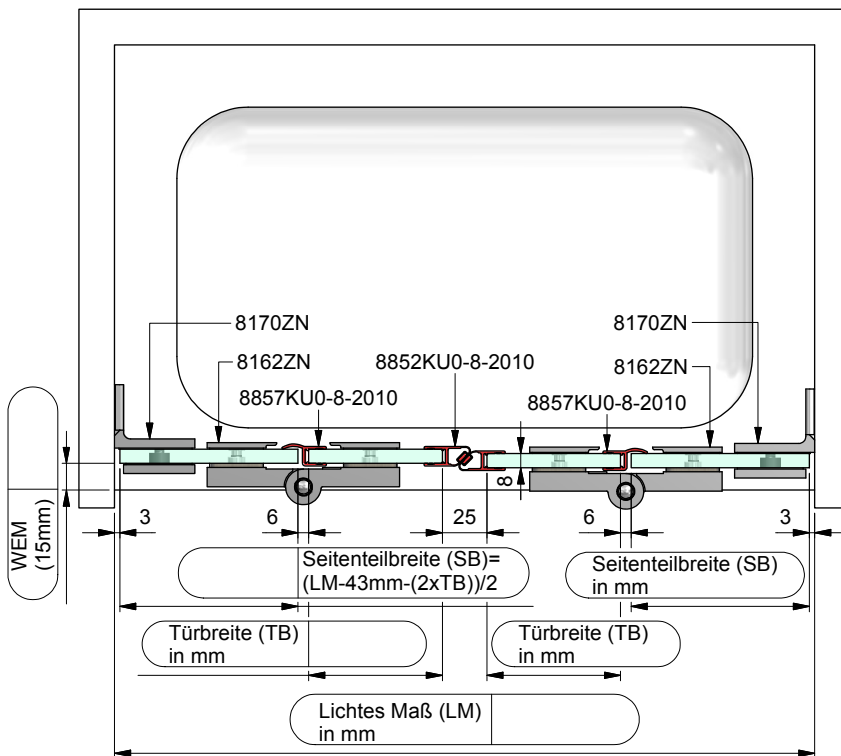 8170ZN
8170ZN
8162ZN
8852KU0-8-2010
8162ZN
8857KU0-8-2010
8857KU0-8-2010
WEM
(15mm)
8
3
6
25
6
3
Seitenteilbreite (SB)=
(LM-43mm-(2xTB))/2
Seitenteilbreite (SB)
in mm
Türbreite (TB)
in mm
Türbreite (TB)
in mm
Lichtes Maß (LM)
in mm